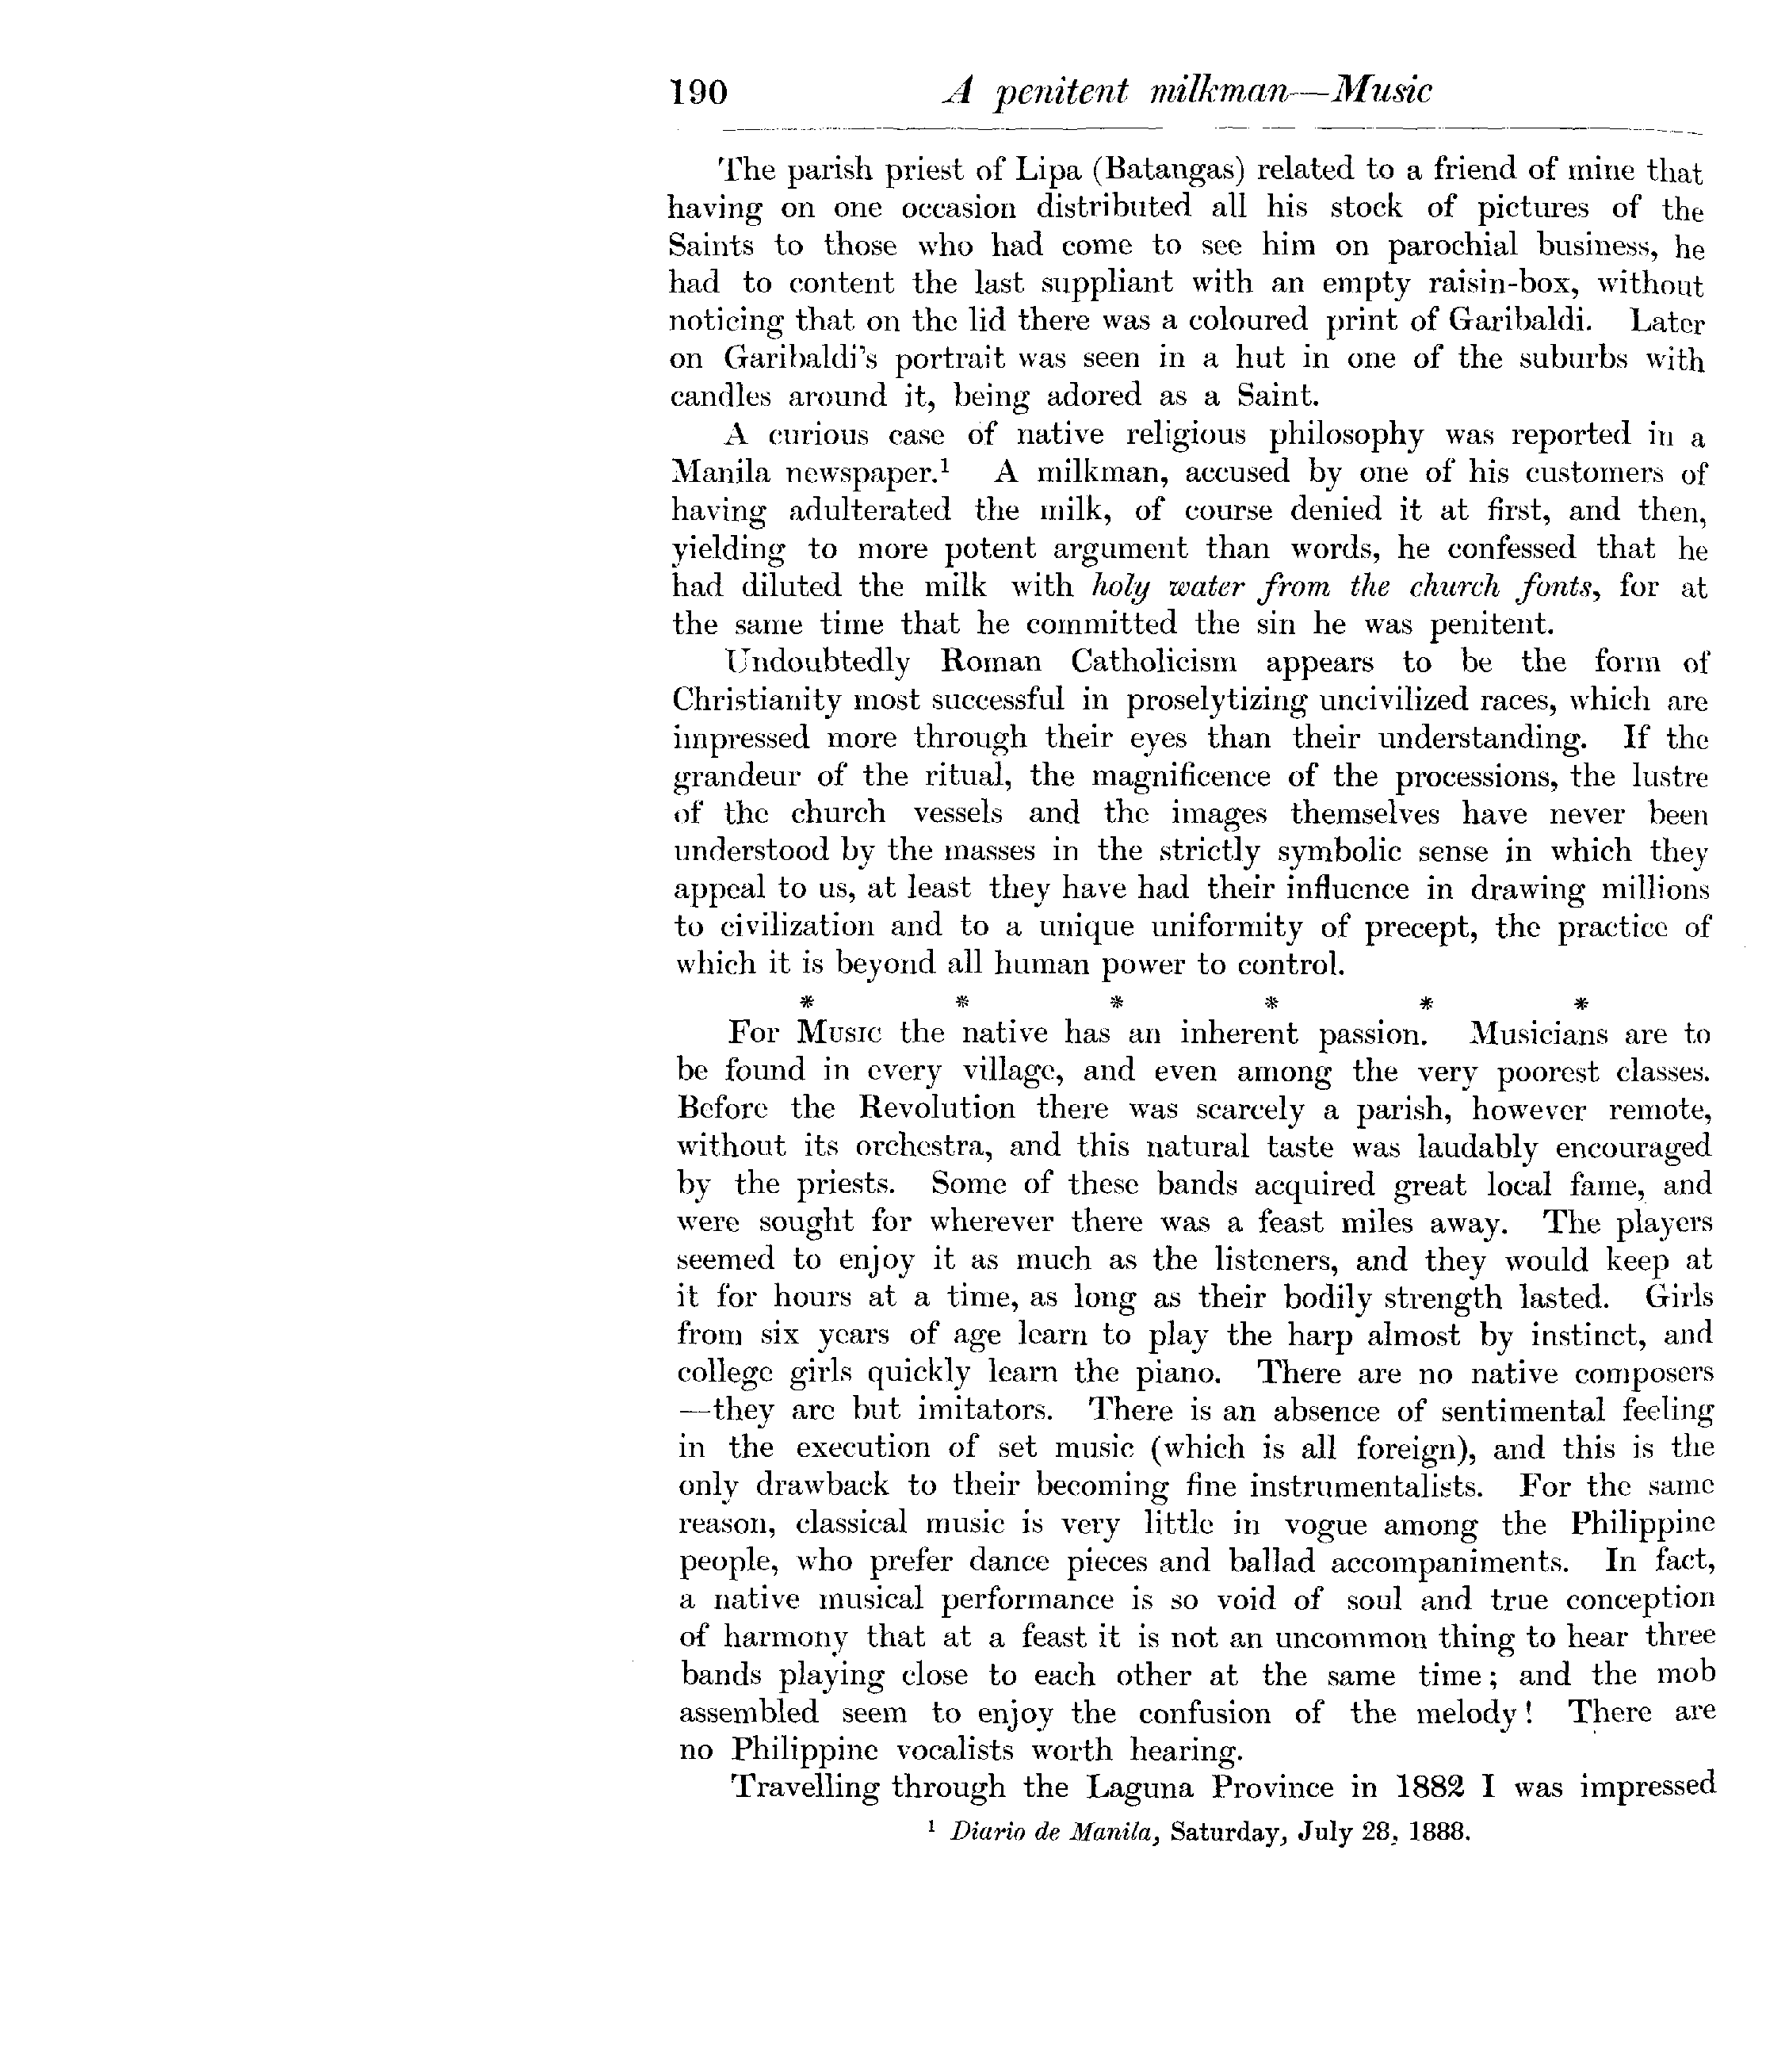 190 A penitent milkman—Music
The parish priest of Lipa (Batangas) related to a friend of mine that
having on one occasion distributed all his stock of pictures of the
Saints to those who had come to see him on parochial business, he
had to content the last suppliant with an empty raisin-box, without
noticing that on the lid there was a coloured print of Garibaldi. Later
on Garibaldi's portrait was seen in a hut in one of the suburbs with
candles around it, being adored as a Saint.
A curious case of native religious philosophy was reported in a
Manila newspaper.¹ A milkman, accused by one of his customers of
having adulterated the milk, of course denied it at first, and then,
yielding to more potent argument than words, he confessed that he
had diluted the milk with holy water from the church fonts, for at
the same time that he committed the sin he was penitent.
Undoubtedly Roman Catholicism appears to be the form of
Christianity most successful in proselytizing uncivilized races, which are
impressed more through their eyes than their understanding. If the
grandeur of the ritual, the magnificence of the processions, the lustre
of the church vessels and the images themselves have never been
understood by the masses in the strictly symbolic sense in which they
appeal to us, at least they have had their influence in drawing millions
to civilization and to a unique uniformity of precept, the practice of
which it is beyond all human power to control.
* * * * * *
For Music the native has an inherent passion. Musicians are to
be found in every village, and even among the very poorest classes.
Before the Revolution there was scarcely a parish, however remote,
without its orchestra, and this natural taste was laudably encouraged
by the priests. Some of these bands acquired great local fame, and
were sought for wherever there was a feast miles away. The players
seemed to enjoy it as much as the listeners, and they would keep at
it for hours at a time, as long as their bodily strength lasted. Girls
from six years of age learn to play the harp almost by instinct, and
college girls quickly learn the piano. There are no native composers
—they are but imitators. There is an absence of sentimental feeling
in the execution of set music (which is all foreign), and this is the
only drawback to their becoming fine instrumentalists. For the same
reason, classical music is very little in vogue among the Philippine
people, who prefer dance pieces and ballad accompaniments. In fact,
a native musical performance is so void of soul and true conception
of harmony that at a feast it is not an uncommon thing to hear three
bands playing close to each other at the same time; and the mob
assembled seem to enjoy the confusion of the melody! There are
no Philippine vocalists worth hearing.
Travelling through the Laguna Province in 1882 I was impressed
¹ Diario de Manila, Saturday, July 28, 1888.